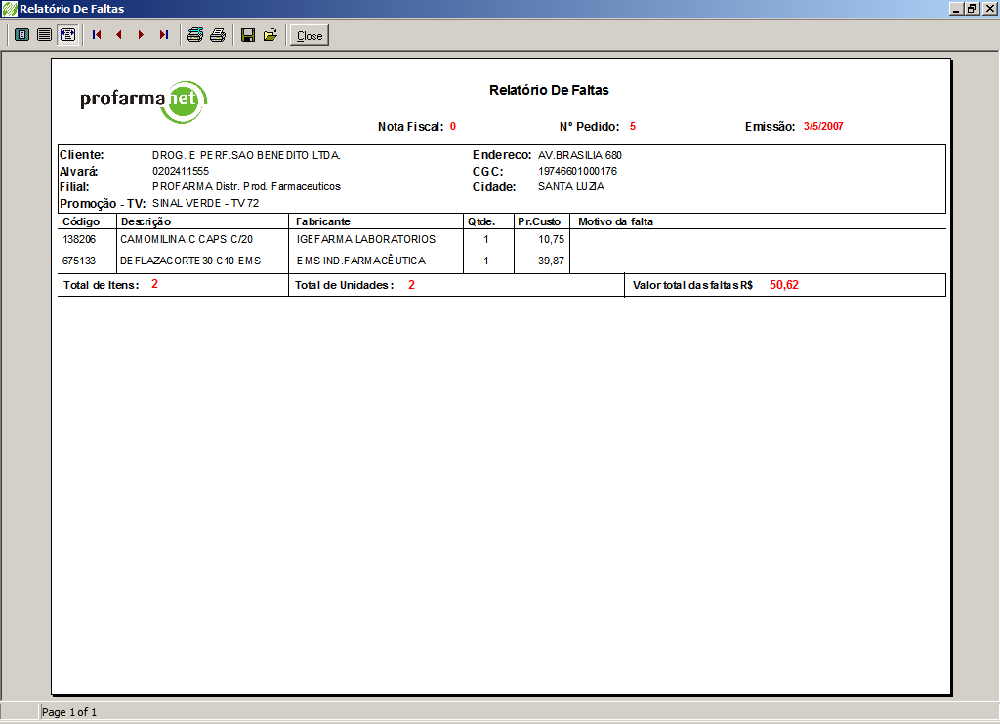 Relatório De Faltas
Close
profarmanet
Relatório De Faltas
Nota Fiscal: 0 Nº Pedido: 5 Emissão: 3/5/2007
Cliente: DROG. E PERF.SAO BENEDITO LTDA. Endereco: AV.BRASILIA,680
Alvará: 0202411555 CGC: 19746601000176
Filial: PROFARMA Distr. Prod. Farmaceuticos Cidade: SANTA LUZIA
Promoção - TV: SINAL VERDE - TV 72
Código Descrição Fabricante Qtde. Pr.Custo Motivo da falta
138206 CAMOMILINA C CAPS C/20 IGEFARMA LABORATORIOS 1 10,75
675133 DEFLAZACORTE 30 C10 EMS EMS IND.FARMACÊUTICA 1 39,87
Total de Itens: 2 Total de Unidades: 2 Valor total das faltas R$ 50,62
Page 1 of 1